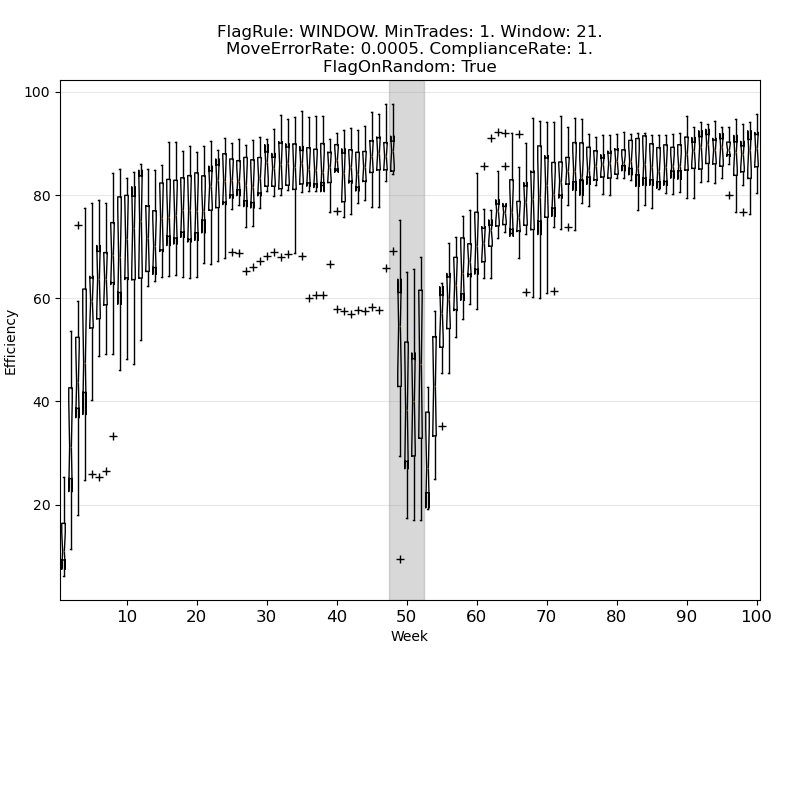 FlagRule: WINDOW. MinTrades: 1. Window: 21.
MoveErrorRate: 0.0005. ComplianceRate: 1.
FlagOnRandom: True
100
80
60
40
20
Efficiency
10 20 30 40 50 60 70 80 90 100
Week